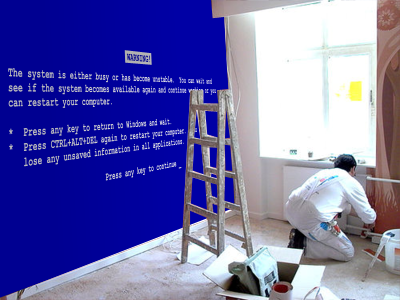 WARNING!
The system is either busy or has become unstable. You can wait and
see if the system becomes available again and continue or you
can restart your computer.
* Press any key to return to Windows and wait.
* Press CTRL+ALT+DEL again to restart your computer.
lose any unsaved information in all applications.
Press any key to continue _